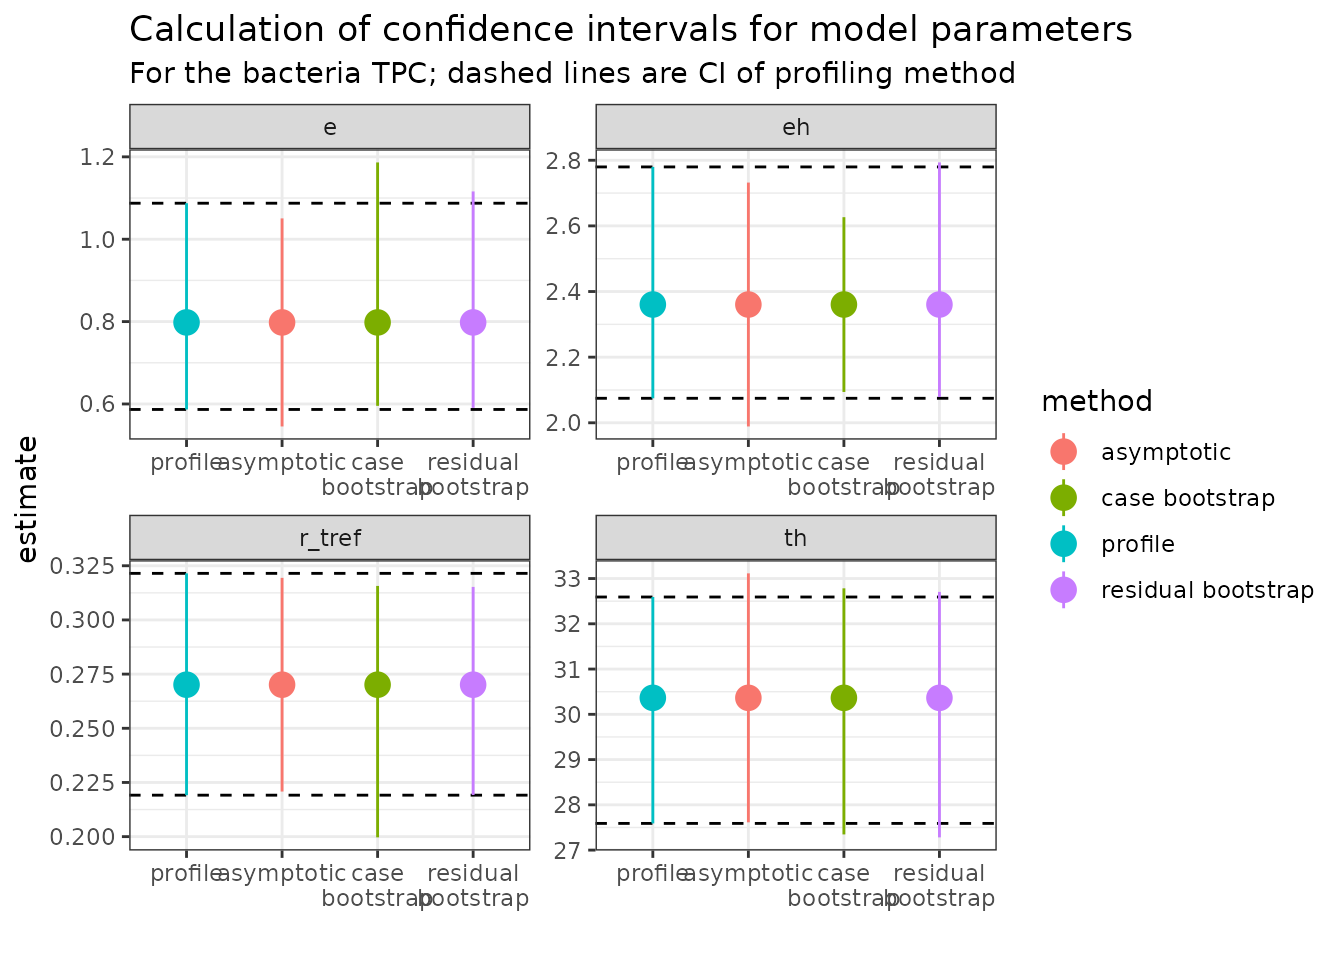 Calculation of confidence intervals for model parameters
For the bacteria TPC; dashed lines are CI of profiling method
estimate
e
1.2
1.0
0.8
0.6
profile asymptotic case bootstrap residual bootstrap
eh
2.8
2.6
2.4
2.2
2.0
profile asymptotic case bootstrap residual bootstrap
r_tref
0.325
0.300
0.275
0.250
0.225
0.200
profile asymptotic case bootstrap residual bootstrap
th
33
32
31
30
29
28
27
profile asymptotic case bootstrap residual bootstrap
method
asymptotic
case bootstrap
profile
residual bootstrap